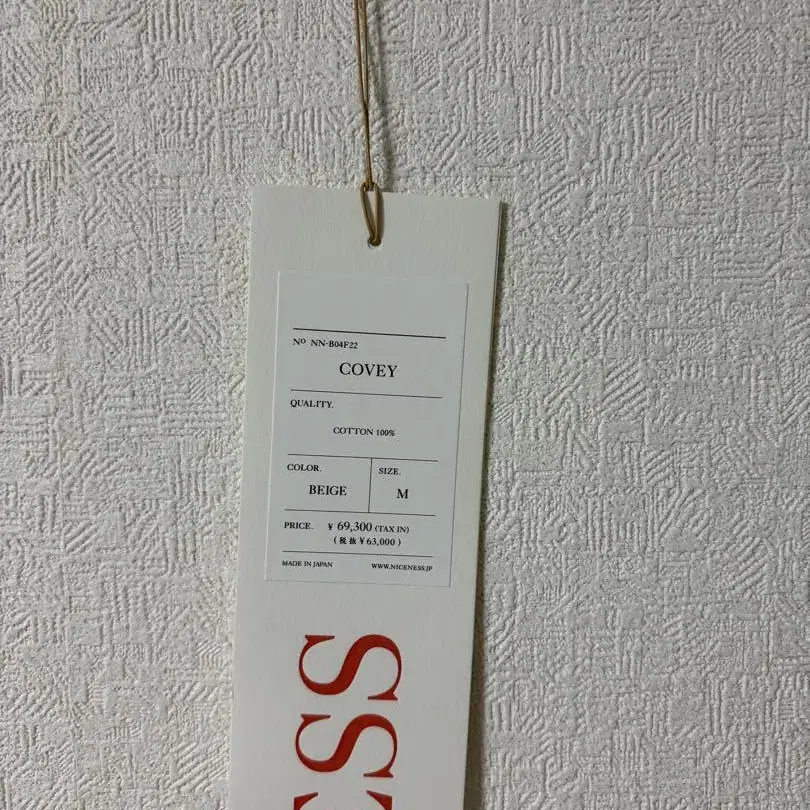 Nº NN-B04F22
COVEY
QUALITY.
COTTON 100%
COLOR.
BEIGE
SIZE.
M
PRICE. ¥ 69,300 (TAX IN)
(税抜¥63,000)
MADE IN JAPAN WWW.NICENESS.JP
ESS